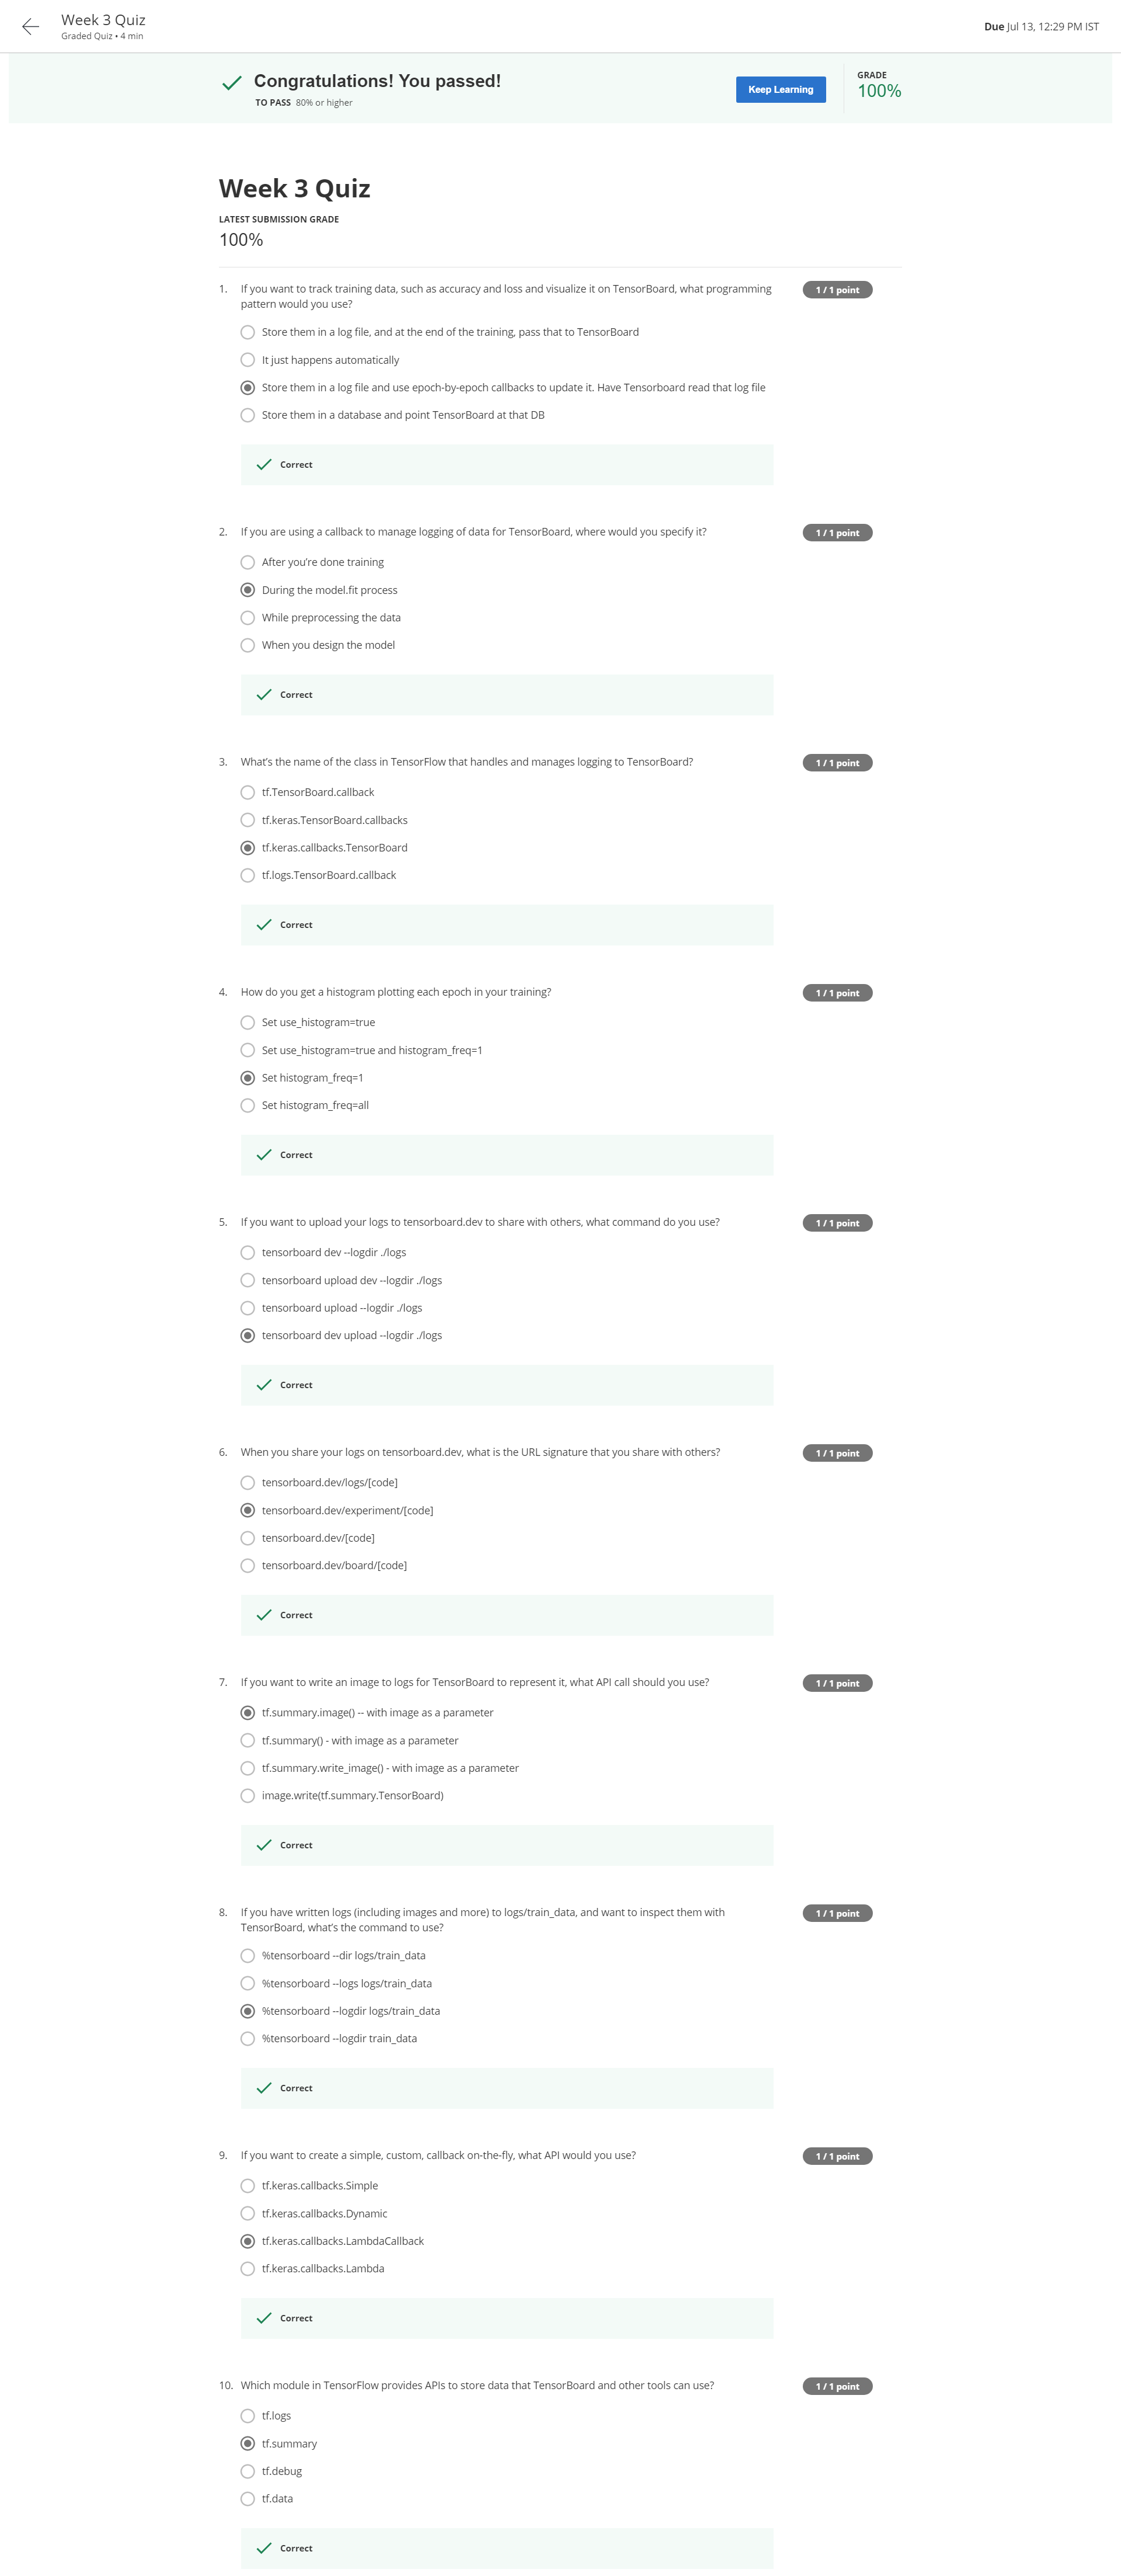 Week 3 Quiz
Graded Quiz • 4 min
Due Jul 13, 12:29 PM IST
Congratulations! You passed!
TO PASS 80% or higher
Keep Learning
GRADE
100%
Week 3 Quiz
LATEST SUBMISSION GRADE
100%
1. If you want to track training data, such as accuracy and loss and visualize it on TensorBoard, what programming
pattern would you use?
1 / 1 point
Store them in a log file, and at the end of the training, pass that to TensorBoard
It just happens automatically
Store them in a log file and use epoch-by-epoch callbacks to update it. Have Tensorboard read that log file
Store them in a database and point TensorBoard at that DB
Correct
2. If you are using a callback to manage logging of data for TensorBoard, where would you specify it?
1 / 1 point
After you’re done training
During the model.fit process
While preprocessing the data
When you design the model
Correct
3. What’s the name of the class in TensorFlow that handles and manages logging to TensorBoard?
1 / 1 point
tf.TensorBoard.callback
tf.keras.TensorBoard.callbacks
tf.keras.callbacks.TensorBoard
tf.logs.TensorBoard.callback
Correct
4. How do you get a histogram plotting each epoch in your training?
1 / 1 point
Set use_histogram=true
Set use_histogram=true and histogram_freq=1
Set histogram_freq=1
Set histogram_freq=all
Correct
5. If you want to upload your logs to tensorboard.dev to share with others, what command do you use?
1 / 1 point
tensorboard dev --logdir ./logs
tensorboard upload dev --logdir ./logs
tensorboard upload --logdir ./logs
tensorboard dev upload --logdir ./logs
Correct
6. When you share your logs on tensorboard.dev, what is the URL signature that you share with others?
1 / 1 point
tensorboard.dev/logs/[code]
tensorboard.dev/experiment/[code]
tensorboard.dev/[code]
tensorboard.dev/board/[code]
Correct
7. If you want to write an image to logs for TensorBoard to represent it, what API call should you use?
1 / 1 point
tf.summary.image() -- with image as a parameter
tf.summary() - with image as a parameter
tf.summary.write_image() - with image as a parameter
image.write(tf.summary.TensorBoard)
Correct
8. If you have written logs (including images and more) to logs/train_data, and want to inspect them with
TensorBoard, what’s the command to use?
1 / 1 point
%tensorboard --dir logs/train_data
%tensorboard --logs logs/train_data
%tensorboard --logdir logs/train_data
%tensorboard --logdir train_data
Correct
9. If you want to create a simple, custom, callback on-the-fly, what API would you use?
1 / 1 point
tf.keras.callbacks.Simple
tf.keras.callbacks.Dynamic
tf.keras.callbacks.LambdaCallback
tf.keras.callbacks.Lambda
Correct
10. Which module in TensorFlow provides APIs to store data that TensorBoard and other tools can use?
1 / 1 point
tf.logs
tf.summary
tf.debug
tf.data
Correct